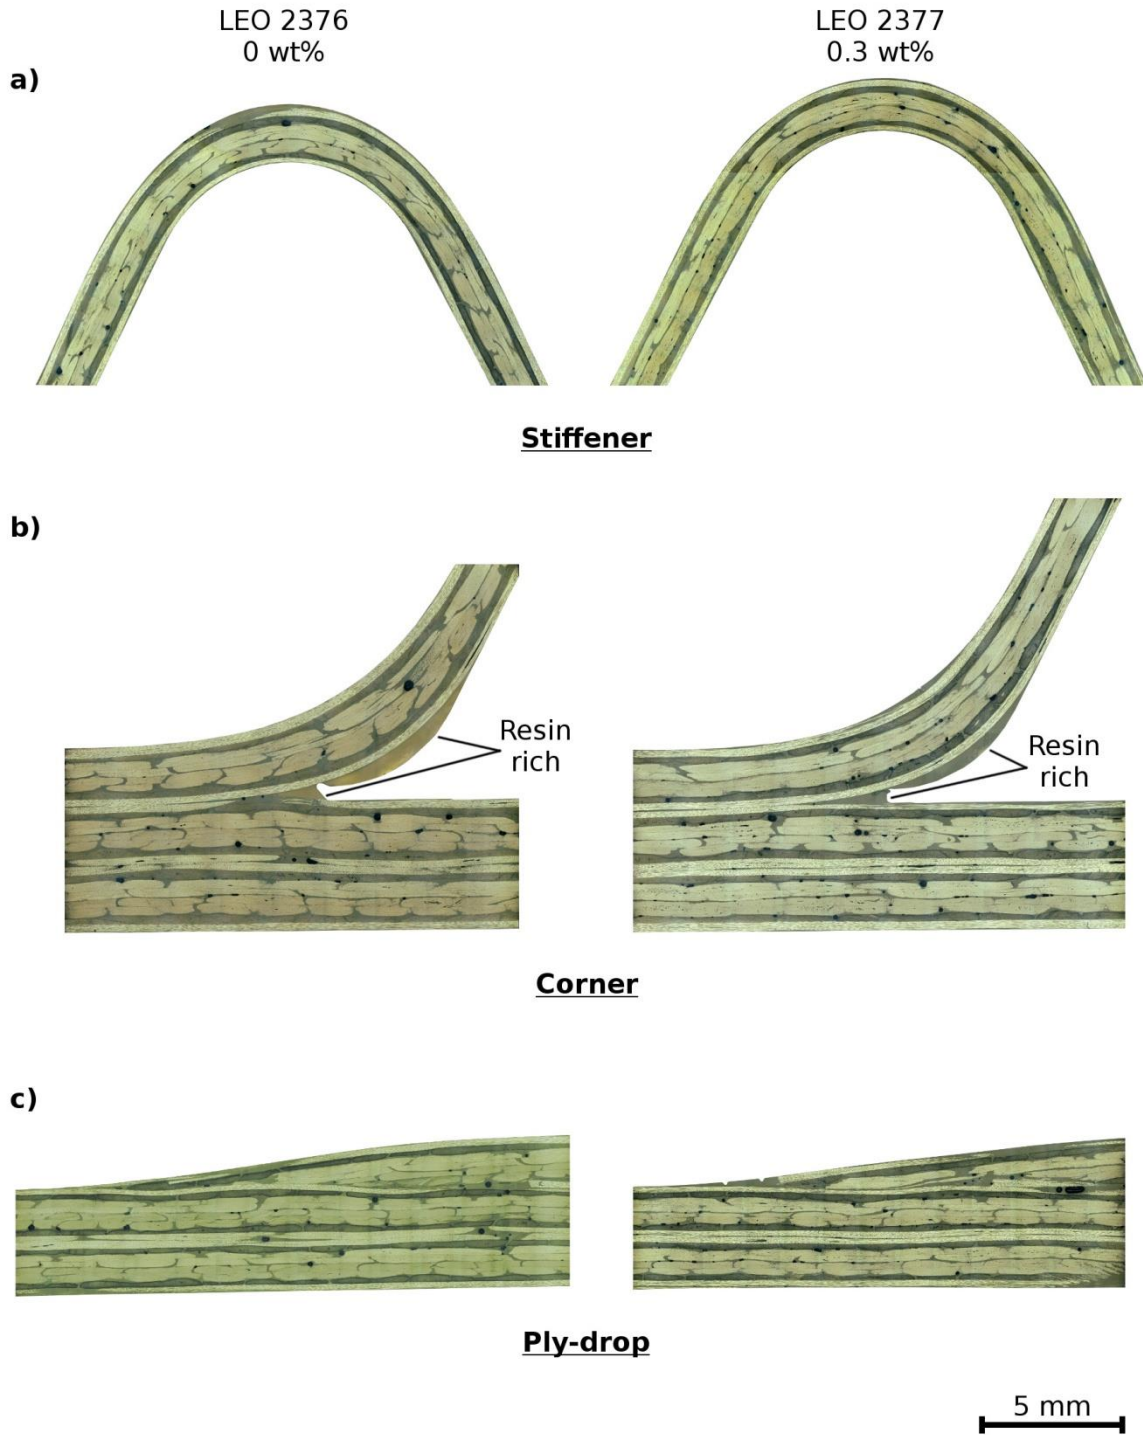 LEO 2376
0 wt%
LEO 2377
0.3 wt%
a)
Stiffener
b)
Resin
rich
Resin
rich
Corner
c)
Ply-drop
5 mm